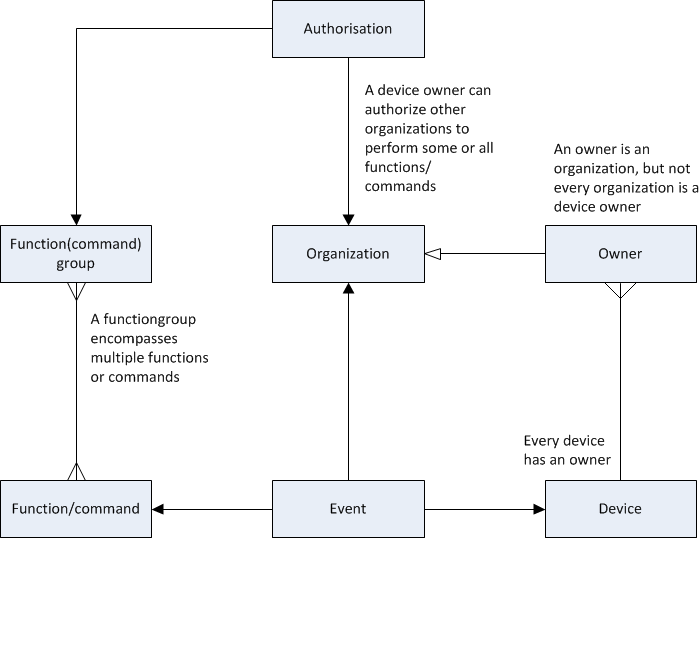 Authorisation
A device owner can
authorize other
organizations to
perform some or all
functions/
commands
An owner is an
organization, but not
every organization is a
device owner
Function(command)
group
Organization
Owner
A functiongroup
encompasses
multiple functions
or commands
Every device
has an owner
Function/command
Event
Device